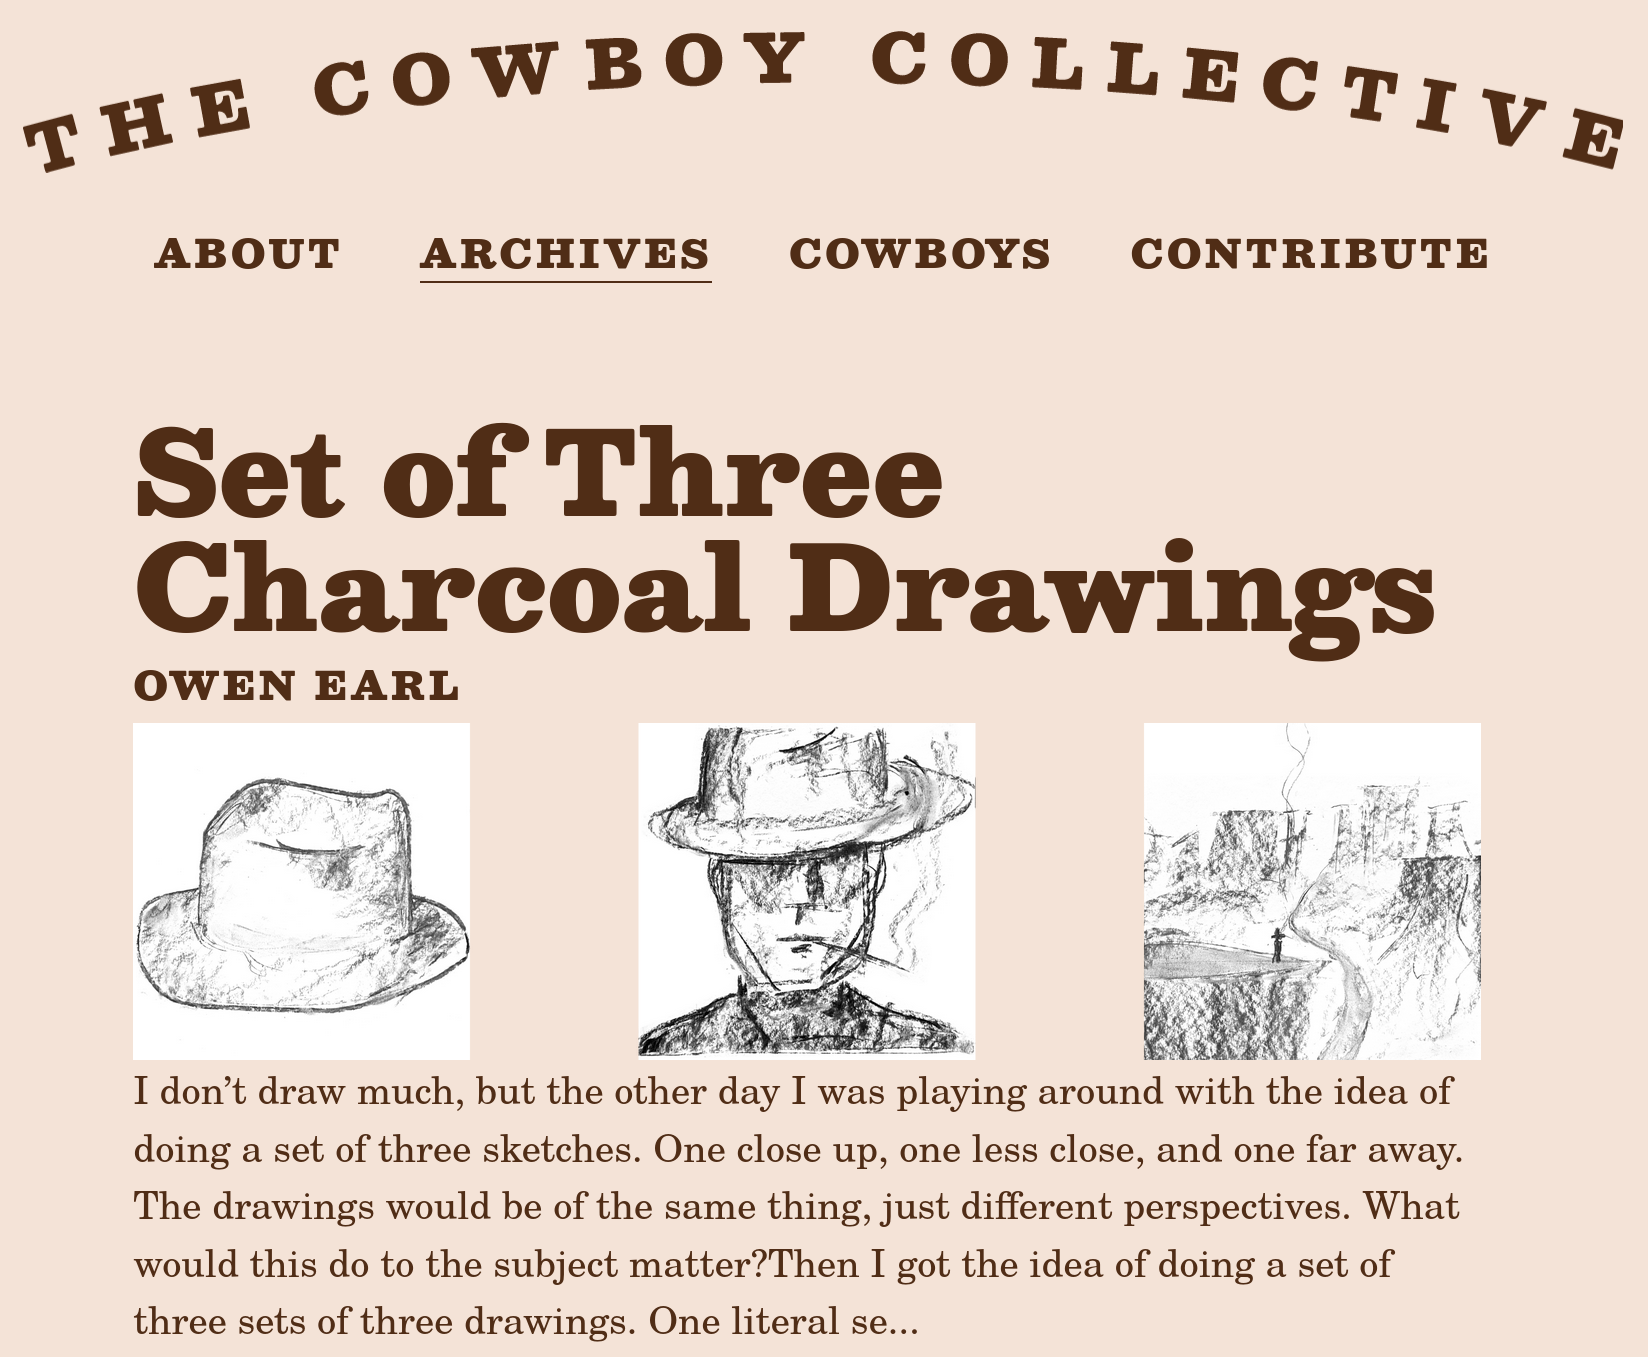 THE COWBOY COLLECTIVE
ABOUT ARCHIVES COWBOYS CONTRIBUTE
Set of Three
Charcoal Drawings
OWEN EARL
I don’t draw much, but the other day I was playing around with the idea of
doing a set of three sketches. One close up, one less close, and one far away.
The drawings would be of the same thing, just different perspectives. What
would this do to the subject matter?Then I got the idea of doing a set of
three sets of three drawings. One literal se...